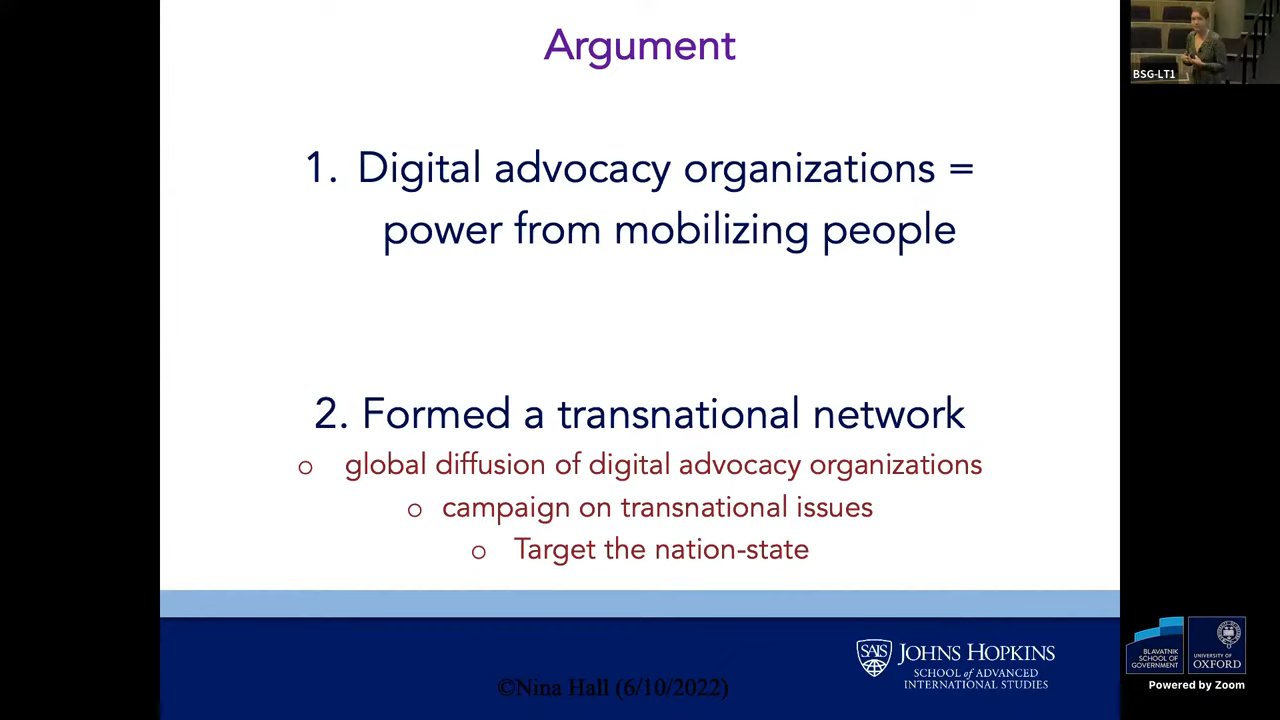 Argument
BSG-LT1
1. Digital advocacy organizations =
power from mobilizing people
2. Formed a transnational network
o global diffusion of digital advocacy organizations
o campaign on transnational issues
o Target the nation-state
SAIS
JOHNS HOPKINS
SCHOOL of ADVANCED
INTERNATIONAL STUDIES
©Nina Hall (6/10/2022)
BLAVATNIK
SCHOOL OF
GOVERNMENT
UNIVERSITY OF
OXFORD
Powered by Zoom